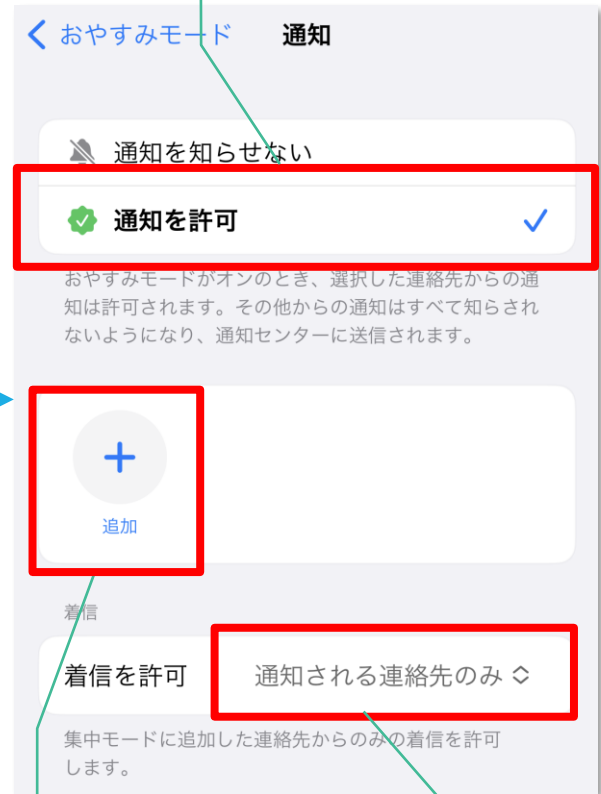 おやすみモード 通知
通知を知らせない
通知を許可
おやすみモードがオンのとき、選択した連絡先からの通
知は許可されます。その他からの通知はすべて知らされ
ないようになり、通知センターに送信されます。
追加
着信
着信を許可 通知される連絡先のみ
集中モードに追加した連絡先からのみの着信を許可
します。